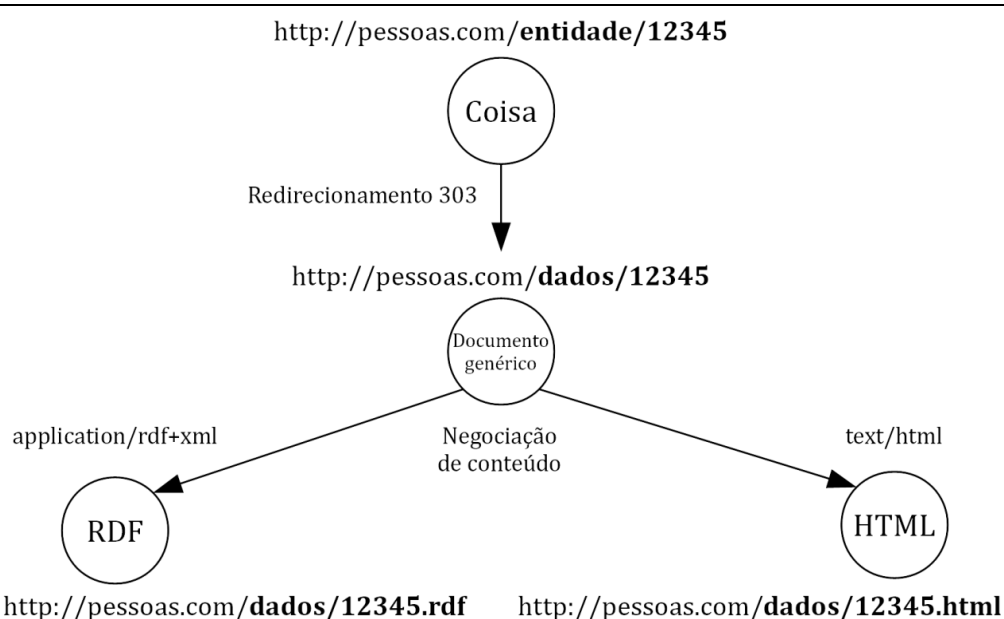 http://pessoas.com/entidade/12345
Coisa
Redirecionamento 303
http://pessoas.com/dados/12345
Documento
genérico
application/rdf+xml
Negociação
de conteúdo
text/html
RDF
HTML
http://pessoas.com/dados/12345.rdf
http://pessoas.com/dados/12345.html